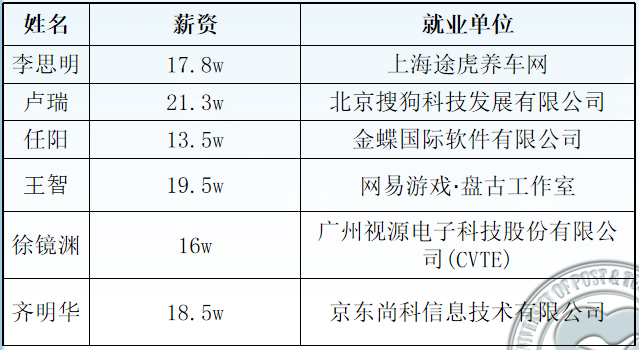 姓名 薪资 就业单位
李思明 17.8w 上海途虎养车网
卢瑞 21.3w 北京搜狗科技发展有限公司
任阳 13.5w 金蝶国际软件有限公司
王智 19.5w 网易游戏·盘古工作室
徐镜渊 16w 广州视源电子科技股份有限公
司(CVTE)
齐明华 18.5w 京东尚科信息技术有限公司
OF POST & T